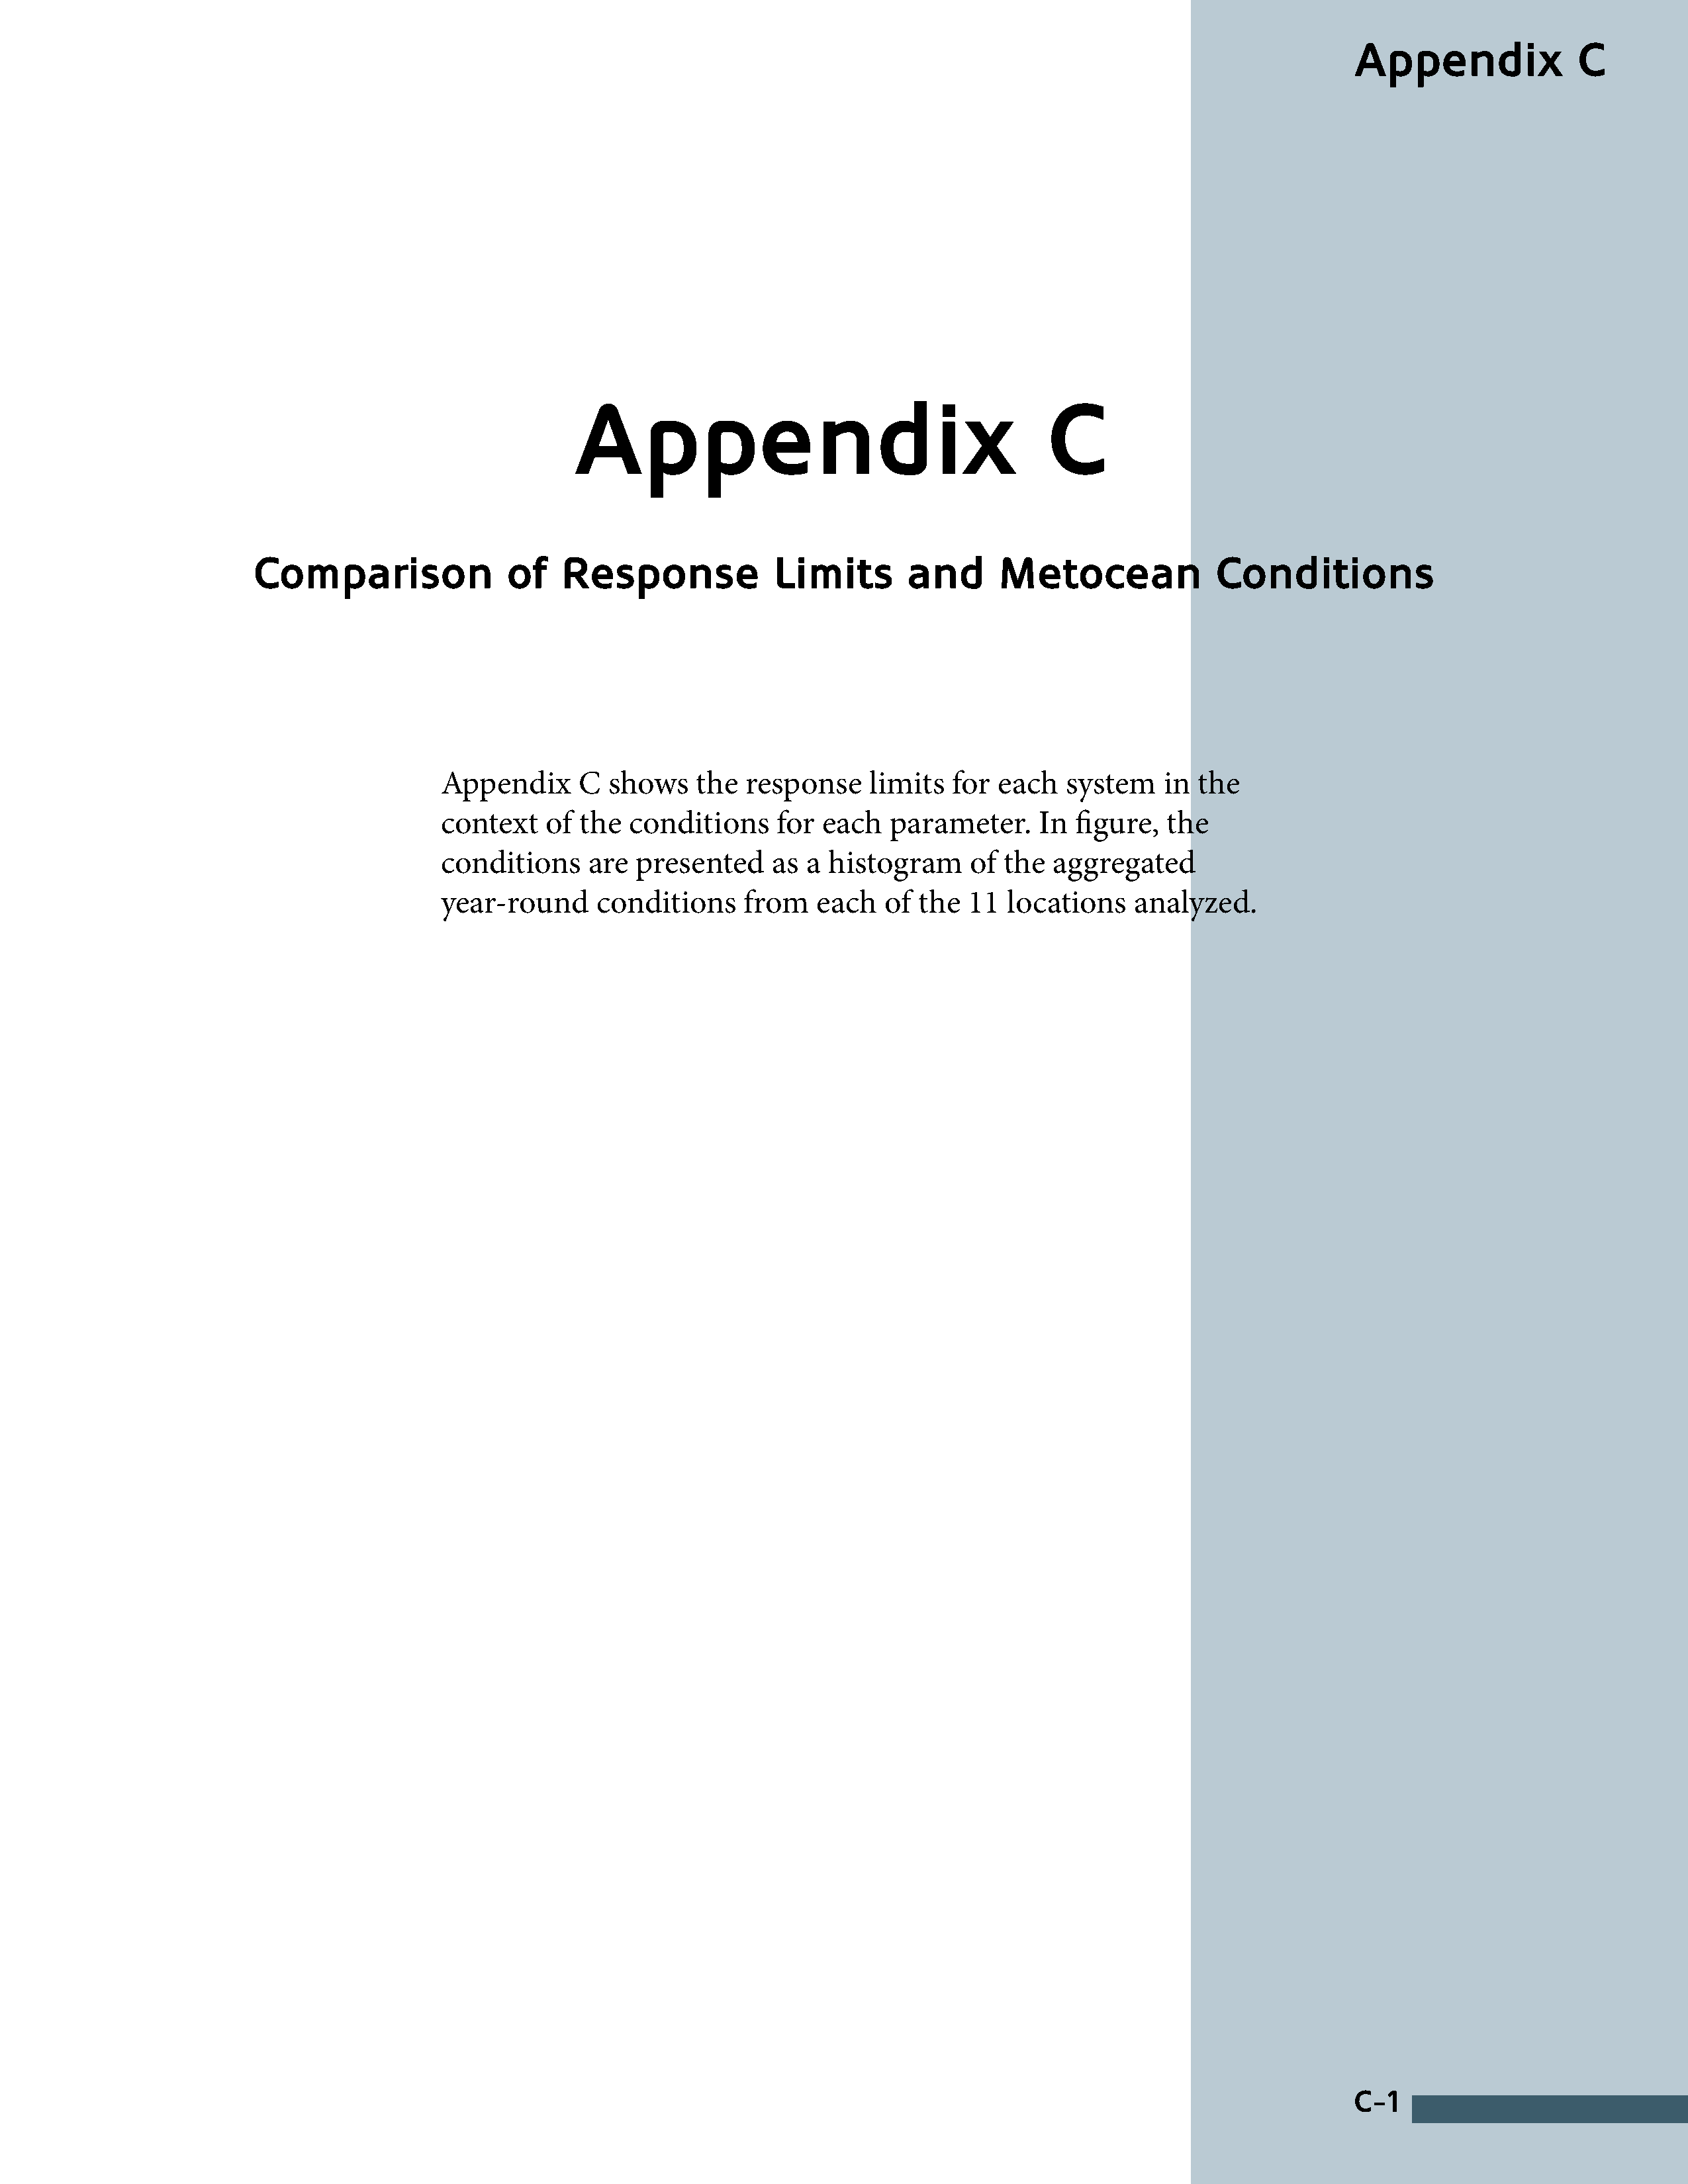 Appendix C
Appendix C
Comparison of Response Limits and Metocean Conditions
Appendix C shows the response limits for each system in the
context of the conditions for each parameter. In figure, the
conditions are presented as a histogram of the aggregated
year-round conditions from each of the 11 locations analyzed.
C-1